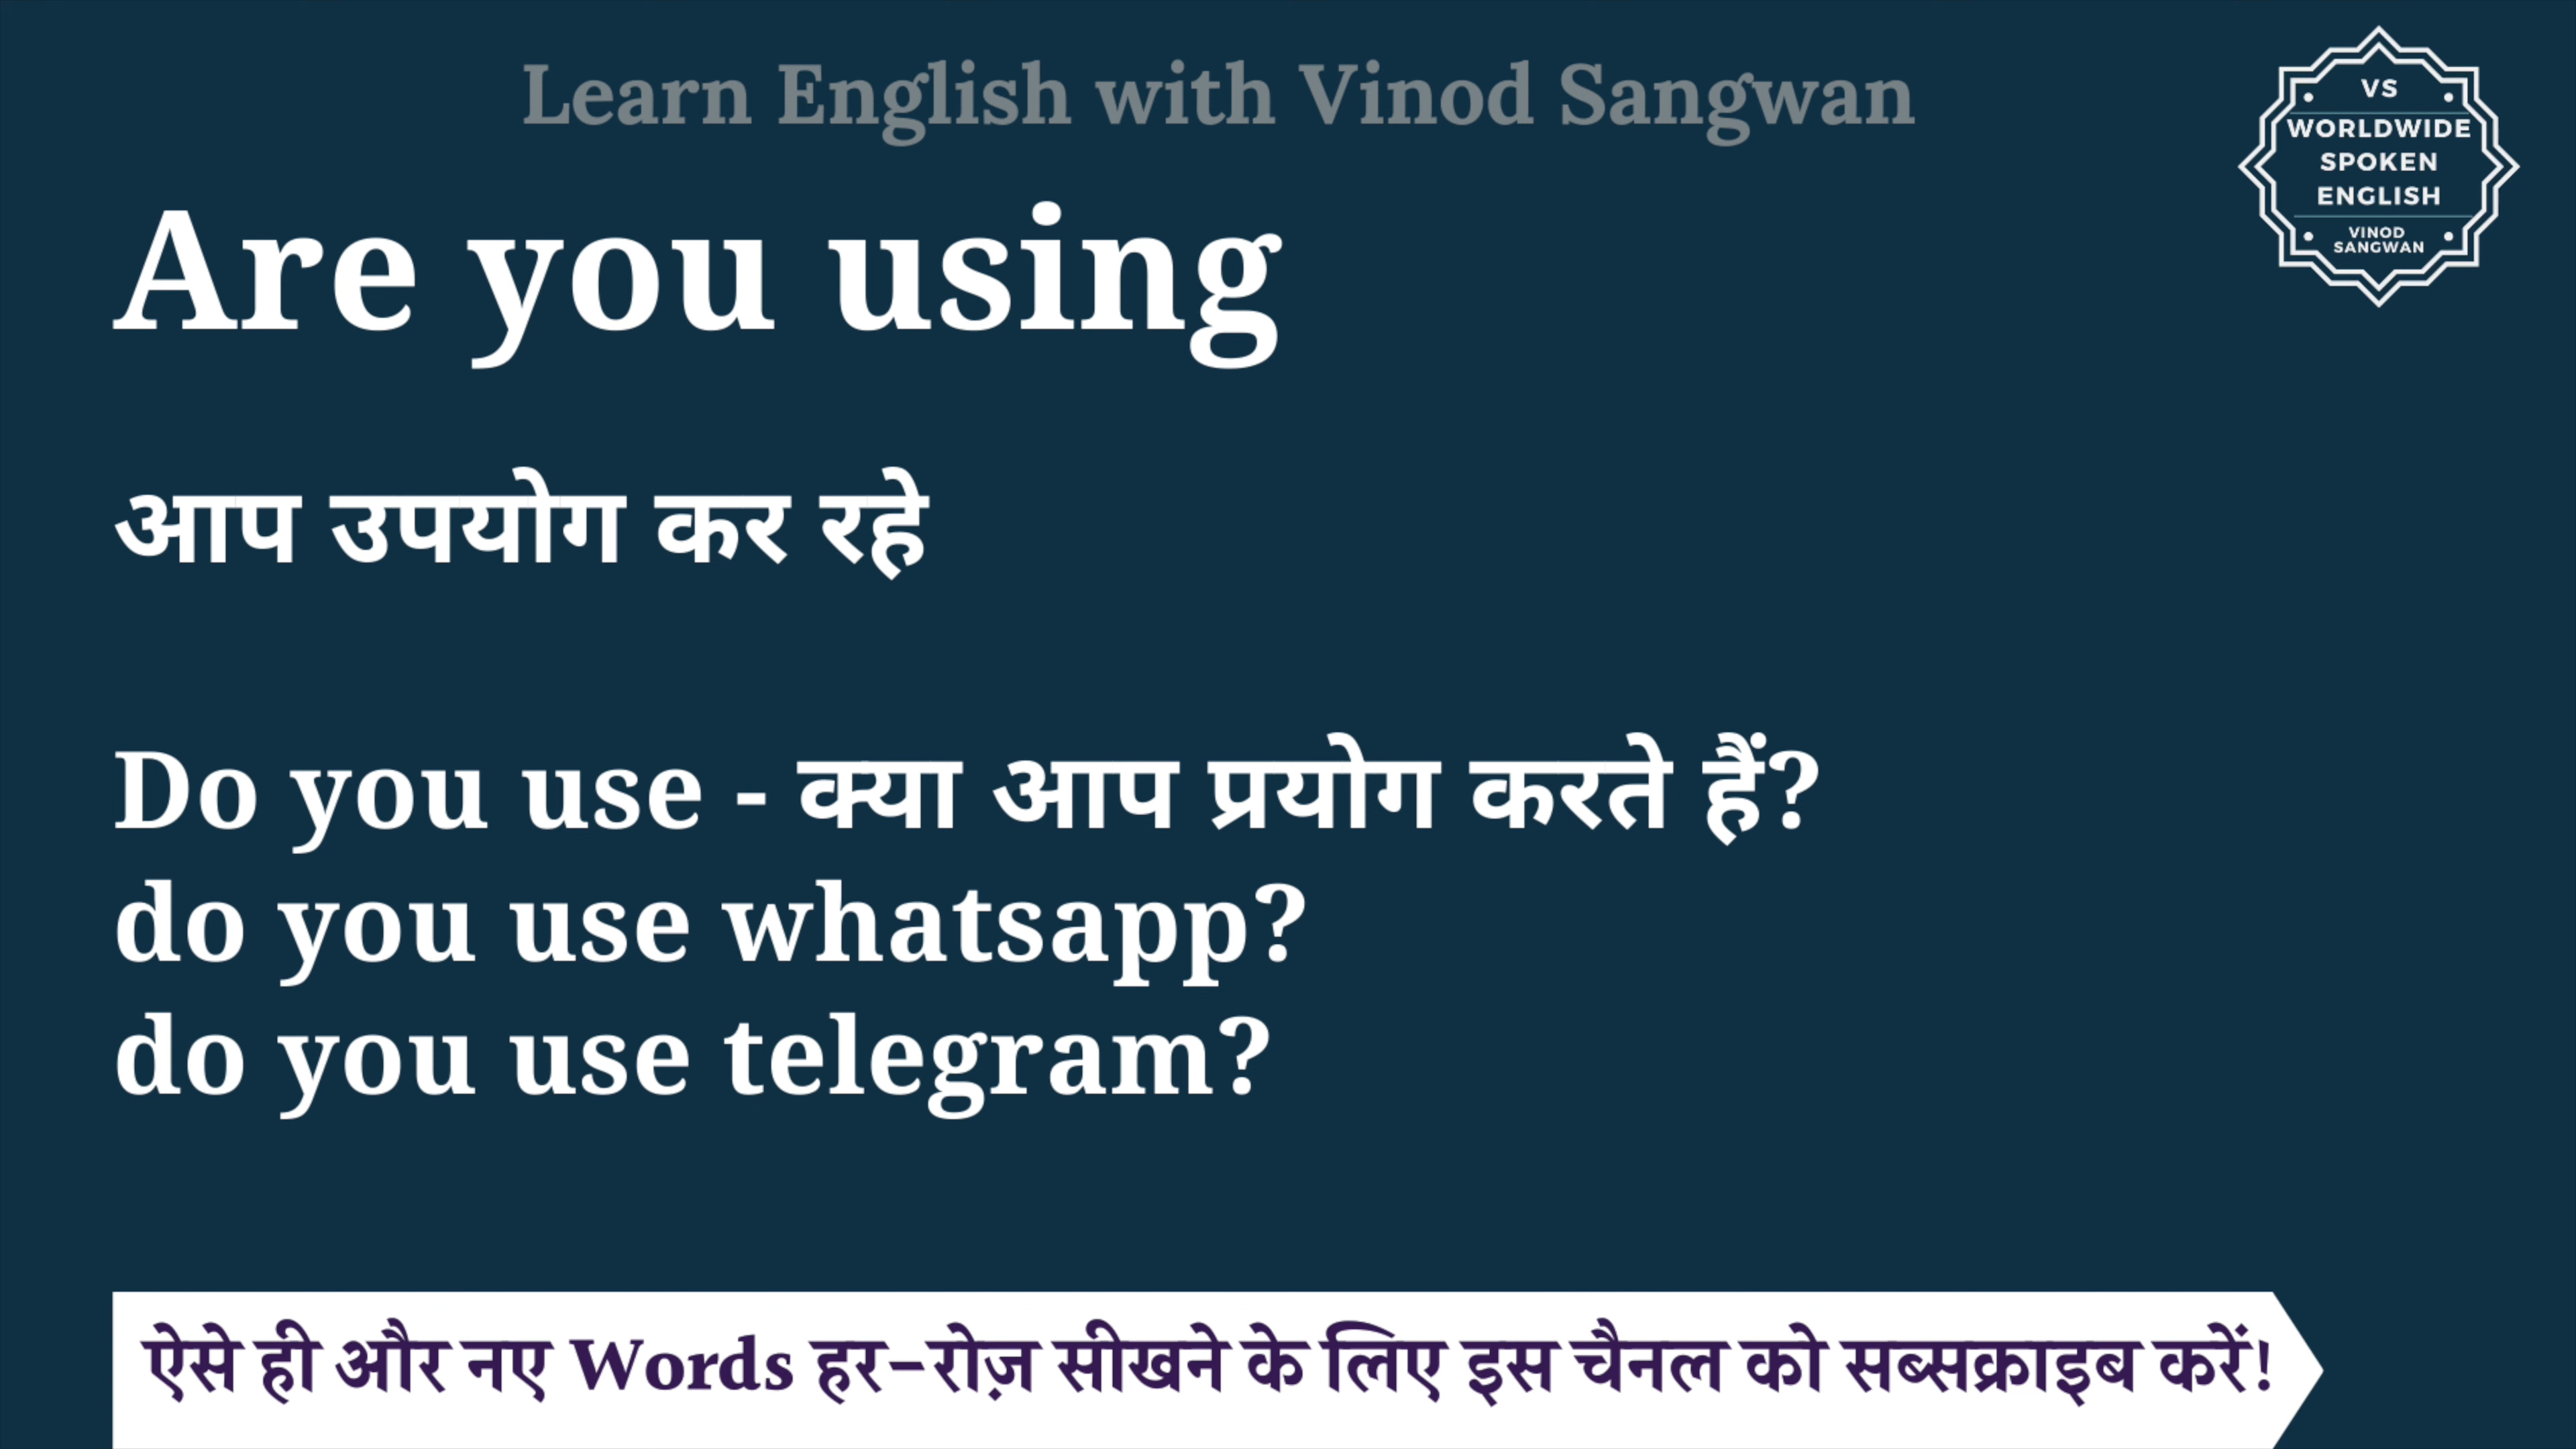 Learn English with Vinod Sangwan
VS
WORLDWIDE
SPOKEN
ENGLISH
VINOD
SANGWAN
Are you using
आप उपयोग कर रहे
Do you use - क्या आप प्रयोग करते हैं?
do you use whatsapp?
do you use telegram?
ऐसे ही और नए Words हर-रोज़ सीखने के लिए इस चैनल को सब्सक्राइब करें!